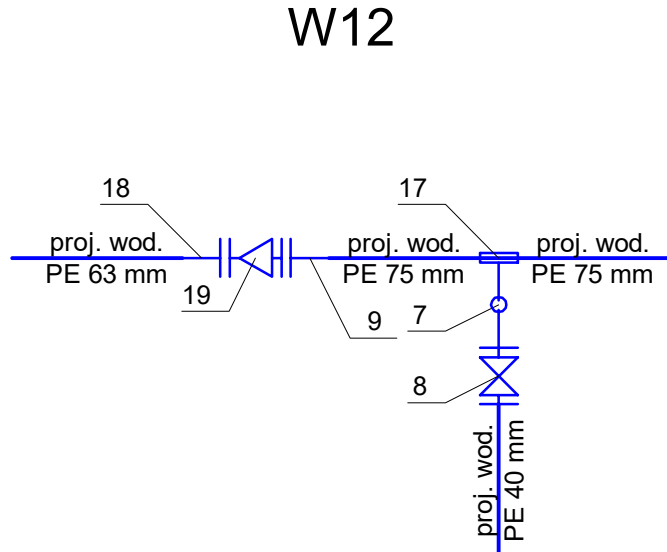 W12
18
17
proj. wod.
PE 63 mm
proj. wod.
PE 75 mm
proj. wod.
PE 75 mm
19
9
7
8
proj. wod.
PE 40 mm